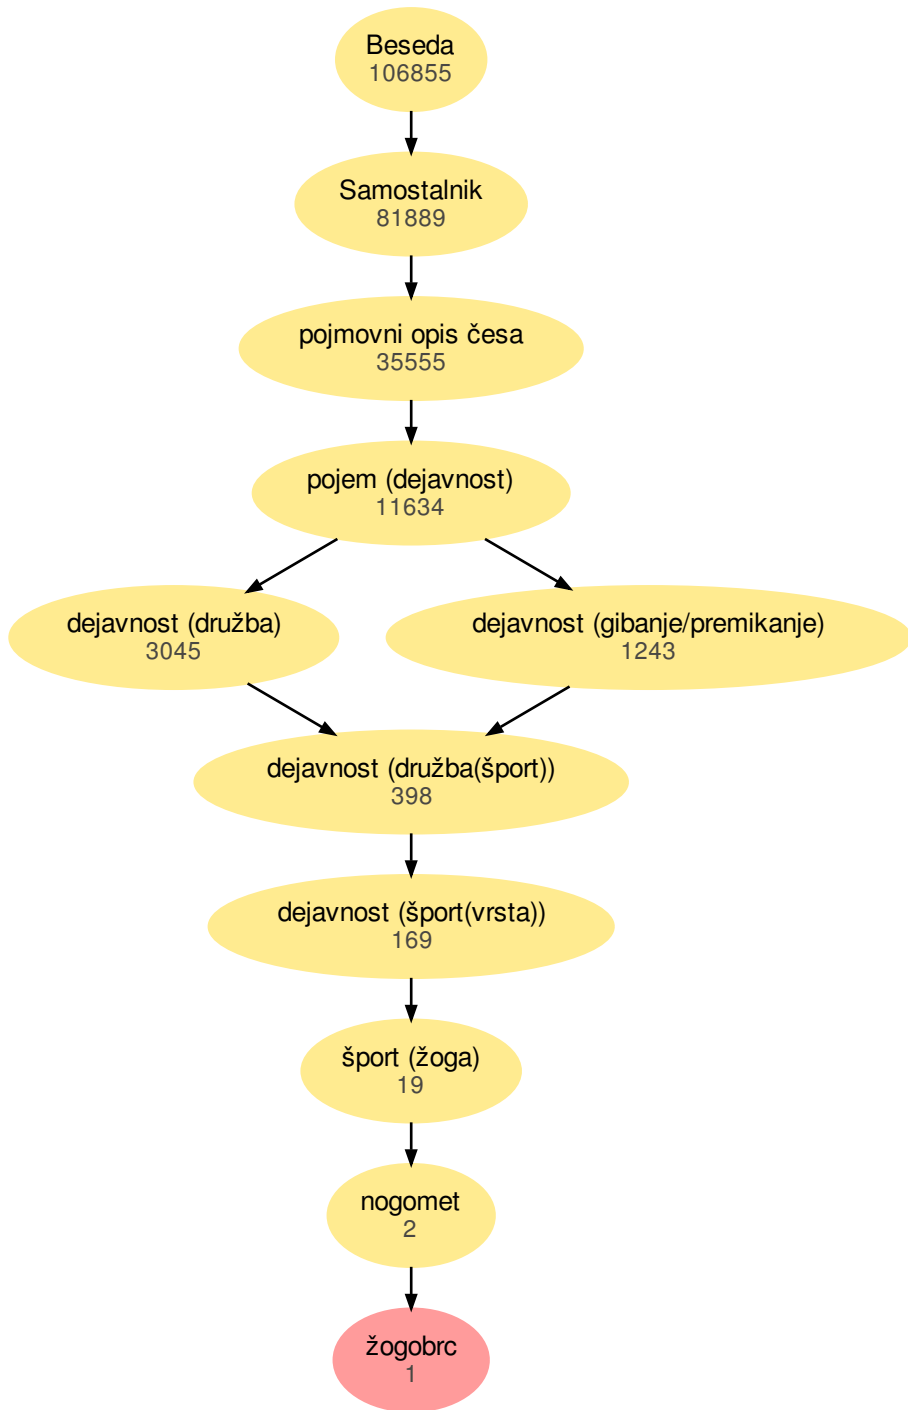 Beseda
106855
Samostalnik
81889
pojmovni opis česa
35555
pojem (dejavnost)
11634
dejavnost (družba)
3045
dejavnost (gibanje/premikanje)
1243
dejavnost (družba(šport))
398
dejavnost (šport(vrsta))
169
šport (žoga)
19
nogomet
2
žogobrc
1